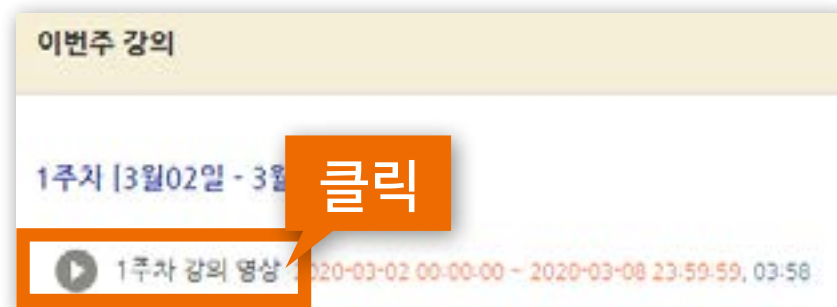 이번주 강의
1주차 [3월02일 - 3월
클릭
1주차 강의 영상 2020-03-02 00:00:00 ~ 2020-03-08 23:59:59, 03:58